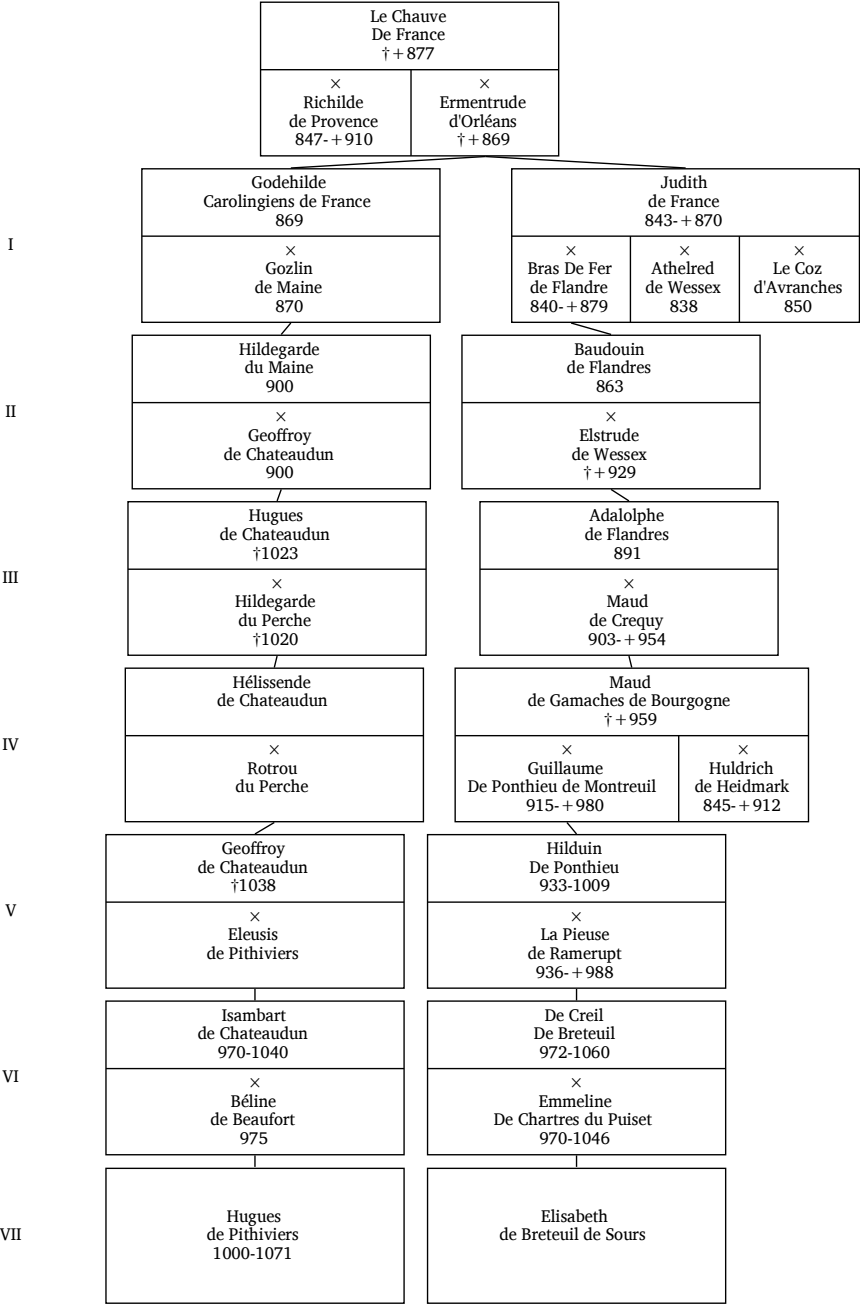 Le Chauve
De France
†+877
×
Richilde
de Provence
847-+910
×
Ermentrude
d'Orléans
†+869
I
Godehilde
Carolingiens de France
869
×
Gozlin
de Maine
870
Judith
de France
843-+870
×
Bras De Fer
de Flandre
840-+879
×
Athelred
de Wessex
838
×
Le Coz
d'Avranches
850
II
Hildegarde
du Maine
900
×
Geoffroy
de Chateaudun
900
Baudouin
de Flandres
863
×
Elstrude
de Wessex
†+929
III
Hugues
de Chateaudun
†1023
×
Hildegarde
du Perche
†1020
Adalolphe
de Flandres
891
×
Maud
de Crequy
903-+954
IV
Hélissende
de Chateaudun
×
Rotrou
du Perche
Maud
de Gamaches de Bourgogne
†+959
×
Guillaume
De Ponthieu de Montreuil
915-+980
×
Huldrich
de Heidmark
845-+912
V
Geoffroy
de Chateaudun
†1038
×
Eleusis
de Pithiviers
Hilduin
De Ponthieu
933-1009
×
La Pieuse
de Ramerupt
936-+988
VI
Isambart
de Chateaudun
970-1040
×
Béline
de Beaufort
975
De Creil
De Breteuil
972-1060
×
Emmeline
De Chartres du Puiset
970-1046
VII
Hugues
de Pithiviers
1000-1071
Elisabeth
de Breteuil de Sours